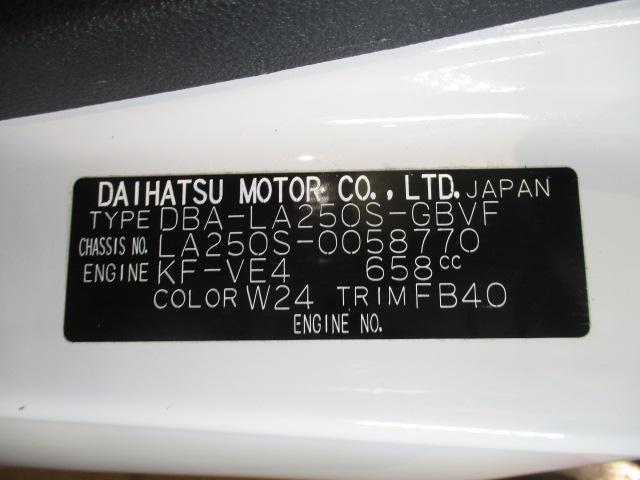 DAIHATSU MOTOR CO., LTD. JAPAN
TYPE DBA-LA250S-GBVF
CHASSIS NO. LA250S-0058770
ENGINE KF-VE4 658cc
COLOR W24 TRIM FB40
ENGINE NO.